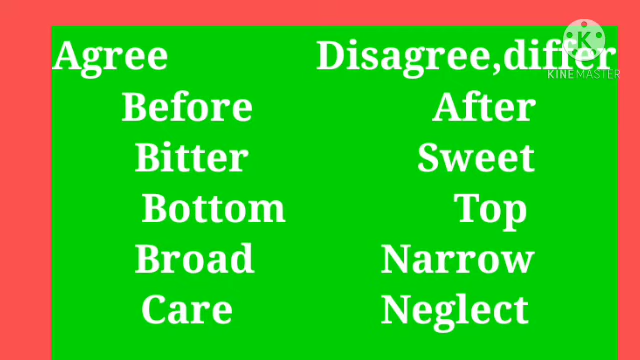 Agree Disagree,differ
KINEMASTER
Before After
Bitter Sweet
Bottom Top
Broad Narrow
Care Neglect